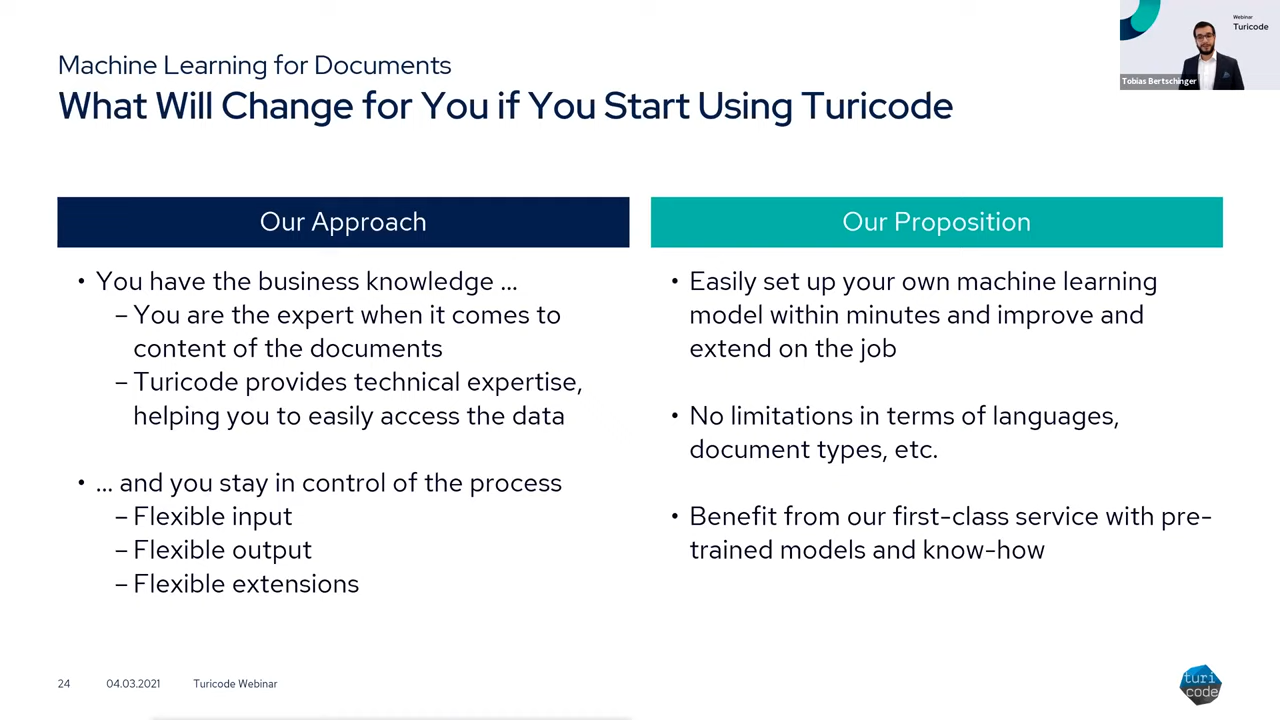 Machine Learning for Documents
What Will Change for You if You Start Using Turicode
Webinar
Turicode
Tobias Bertschinger
Our Approach
• You have the business knowledge ...
– You are the expert when it comes to
content of the documents
– Turicode provides technical expertise,
helping you to easily access the data
• ... and you stay in control of the process
– Flexible input
– Flexible output
– Flexible extensions
Our Proposition
• Easily set up your own machine learning
model within minutes and improve and
extend on the job
• No limitations in terms of languages,
document types, etc.
• Benefit from our first-class service with pre-
trained models and know-how
24 04.03.2021 Turicode Webinar
turi
code